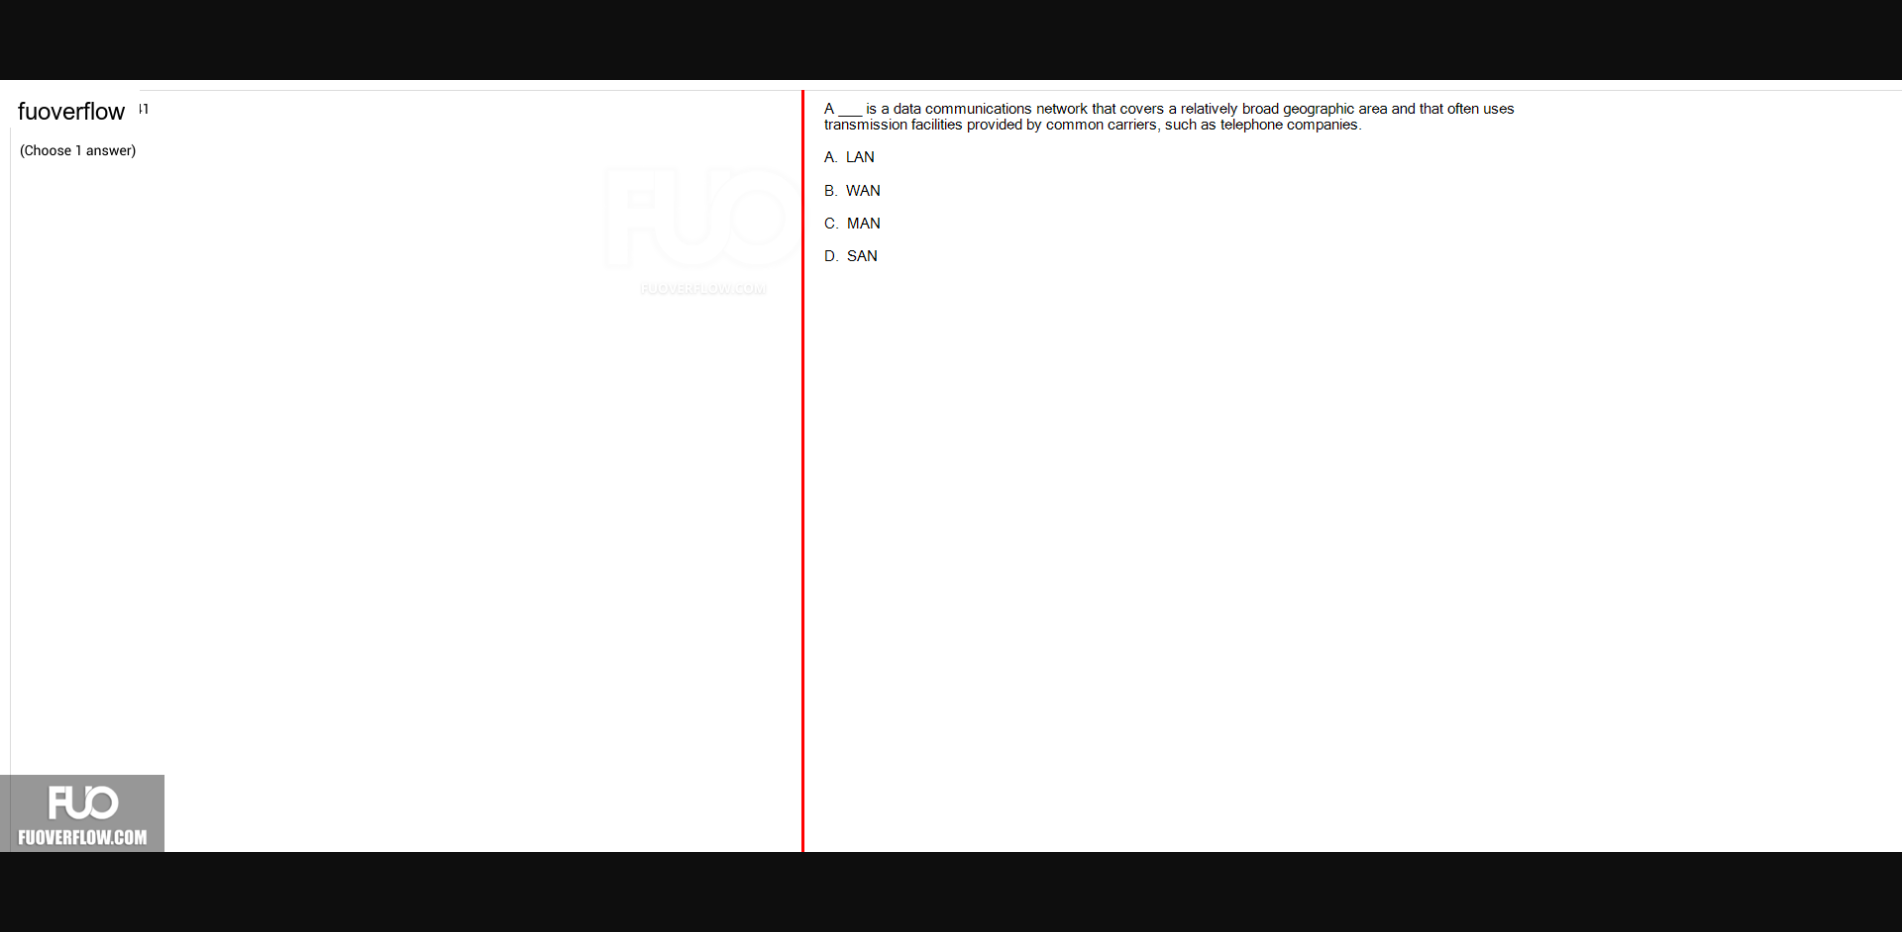 fuoverflow
(Choose 1 answer)
A ___ is a data communications network that covers a relatively broad geographic area and that often uses
transmission facilities provided by common carriers, such as telephone companies.
A. LAN
B. WAN
C. MAN
D. SAN
FUO
FUOVERFLOW.COM
FUO
FUOVERFLOW.COM